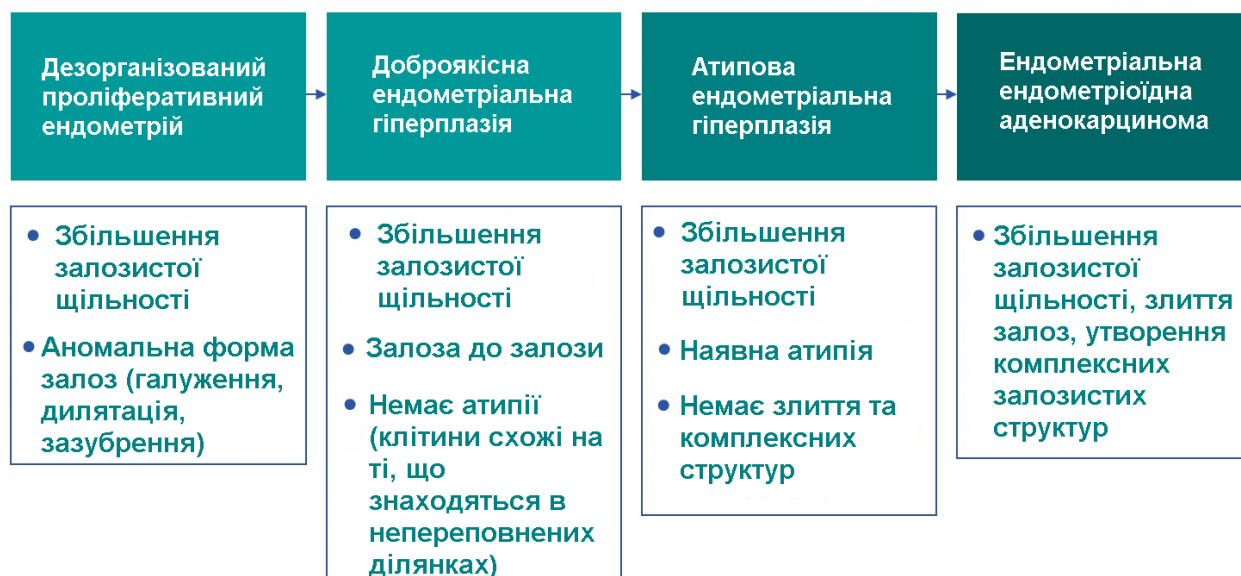 Дезорганізований
проліферативний
ендометрій
Доброякісна
ендометріальна
гіперплазія
Атипова
ендометріальна
гіперплазія
Ендометріальна
ендометріоїдна
аденокарцинома
Збільшення
залозистої
щільності
Аномальна форма
залоз (галуження,
дилятація,
зазубрення)
Збільшення
залозистої
щільності
Залоза до залози
Немає атипії
(клітини схожі на
ті, що
знаходяться в
непереповнених
ділянках)
Збільшення
залозистої
щільності
Наявна атипія
Немає злиття та
комплексних
структур
Збільшення
залозистої
щільності, злиття
залоз, утворення
комплексних
залозистих
структур